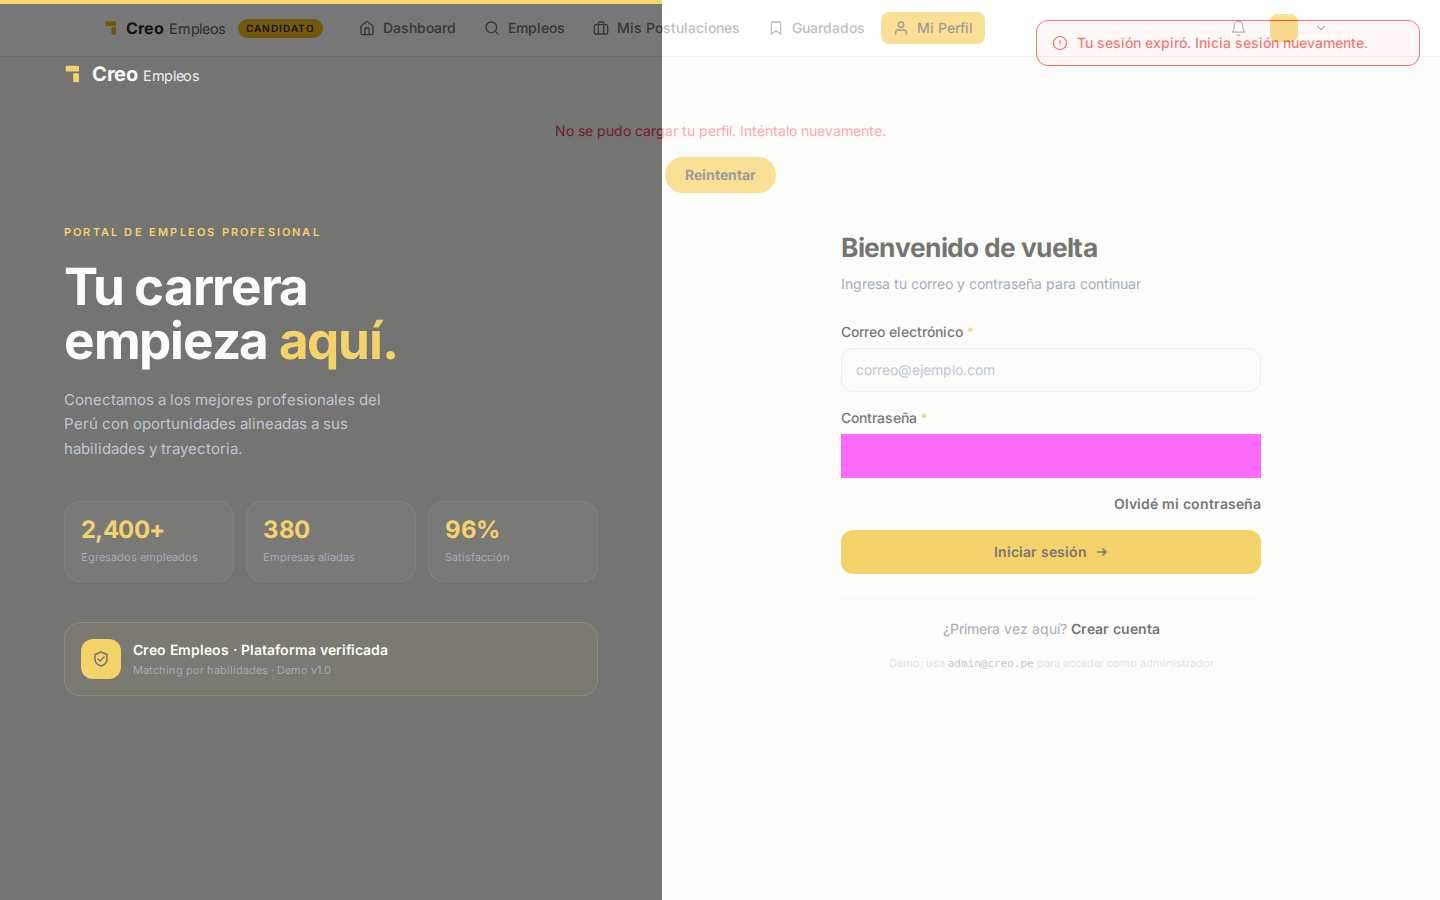 Creo Empleos CANDIDATO Dashboard Empleos Mis Postulaciones Guardados Mi Perfil
Tu sesión expiró. Inicia sesión nuevamente.
Creo Empleos
No se pudo cargar tu perfil. Inténtalo nuevamente.
Reintentar
PORTAL DE EMPLEOS PROFESIONAL
Tu carrera
empieza aquí.
Conectamos a los mejores profesionales del
Perú con oportunidades alineadas a sus
habilidades y trayectoria.
2,400+
Egresados empleados
380
Empresas aliadas
96%
Satisfacción
Creo Empleos · Plataforma verificada
Matching por habilidades · Demo v1.0
Bienvenido de vuelta
Ingresa tu correo y contraseña para continuar
Correo electrónico *
correo@ejemplo.com
Contraseña *
Olvidé mi contraseña
Iniciar sesión →
¿Primera vez aquí? Crear cuenta
Demo: usa admin@creo.pe para acceder como administrador